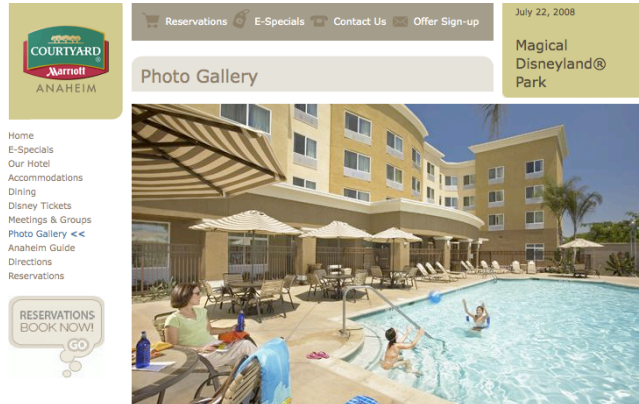 COURTYARD®
Marriott
ANAHEIM
Reservations
E-Specials
Contact Us
Offer Sign-up
July 22, 2008
Magical
Disneyland®
Park
Photo Gallery
Home
E-Specials
Our Hotel
Accommodations
Dining
Disney Tickets
Meetings & Groups
Photo Gallery <<
Anaheim Guide
Directions
Reservations
RESERVATIONS
BOOK NOW!
GO